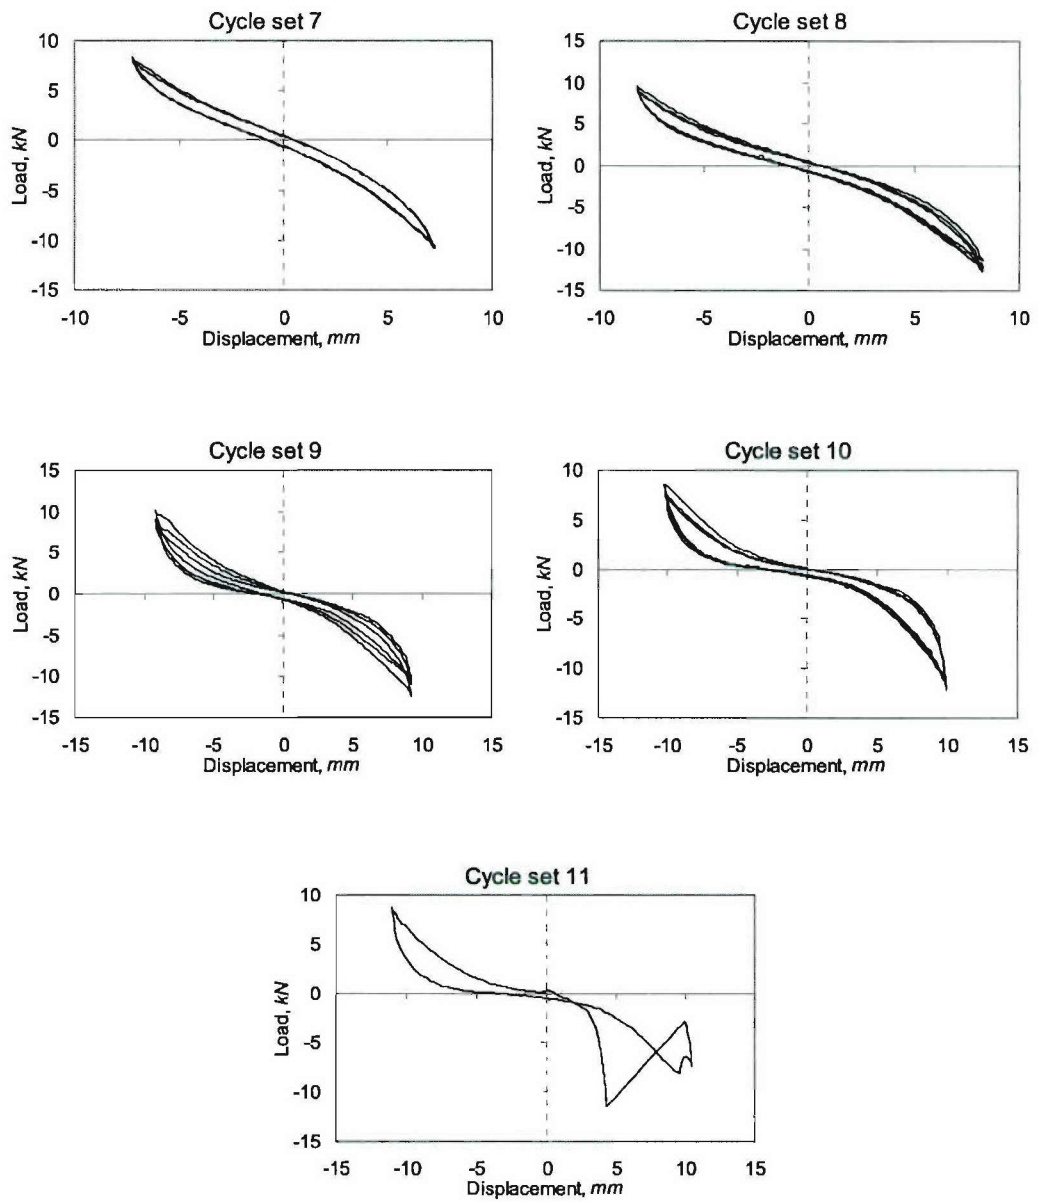 Cycle set 7
10
5
0
-5
-10
-15
Load, kN
-10 -5 0 5 10
Displacement, mm
Cycle set 8
15
10
5
0
-5
-10
-15
Load, kN
-10 -5 0 5 10
Displacement, mm
Cycle set 9
15
10
5
0
-5
-10
-15
Load, kN
-15 -10 -5 0 5 10 15
Displacement, mm
Cycle set 10
10
5
0
-5
-10
-15
Load, kN
-15 -10 -5 0 5 10 15
Displacement, mm
Cycle set 11
10
5
0
-5
-10
-15
Load, kN
-15 -10 -5 0 5 10 15
Displacement, mm